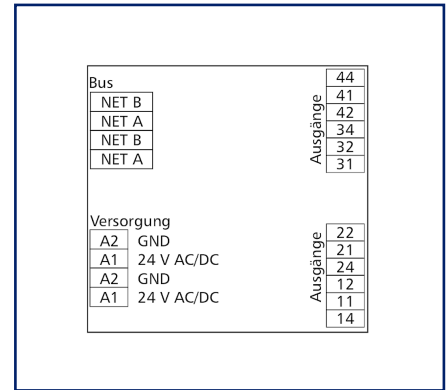 Bus
NET B
NET A
NET B
NET A
Ausgänge
44
41
42
34
32
31
Versorgung
A2 GND
A1 24 V AC/DC
A2 GND
A1 24 V AC/DC
Ausgänge
22
21
24
12
11
14